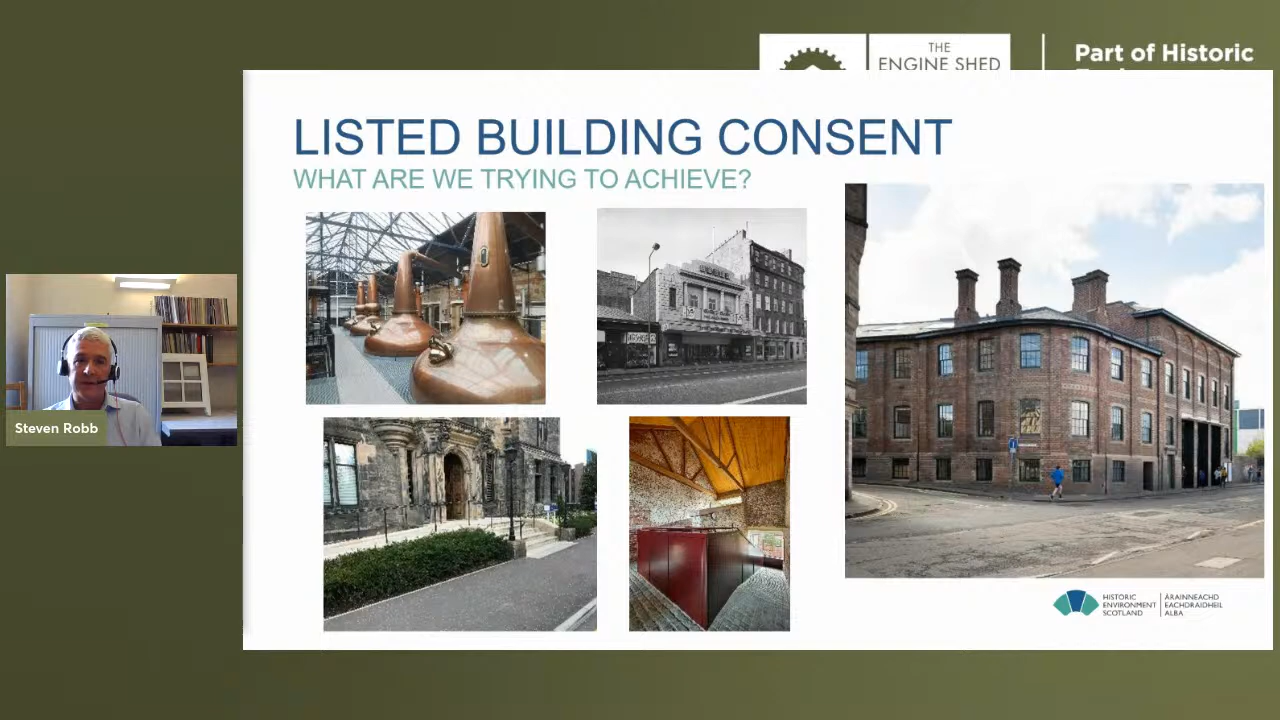 THE
ENGINE SHED
Part of Historic
LISTED BUILDING CONSENT
WHAT ARE WE TRYING TO ACHIEVE?
Steven Robb
HISTORIC
ENVIRONMENT
SCOTLAND
ÀRAINNEACHD
EACHDRAIDHEIL
ALBA